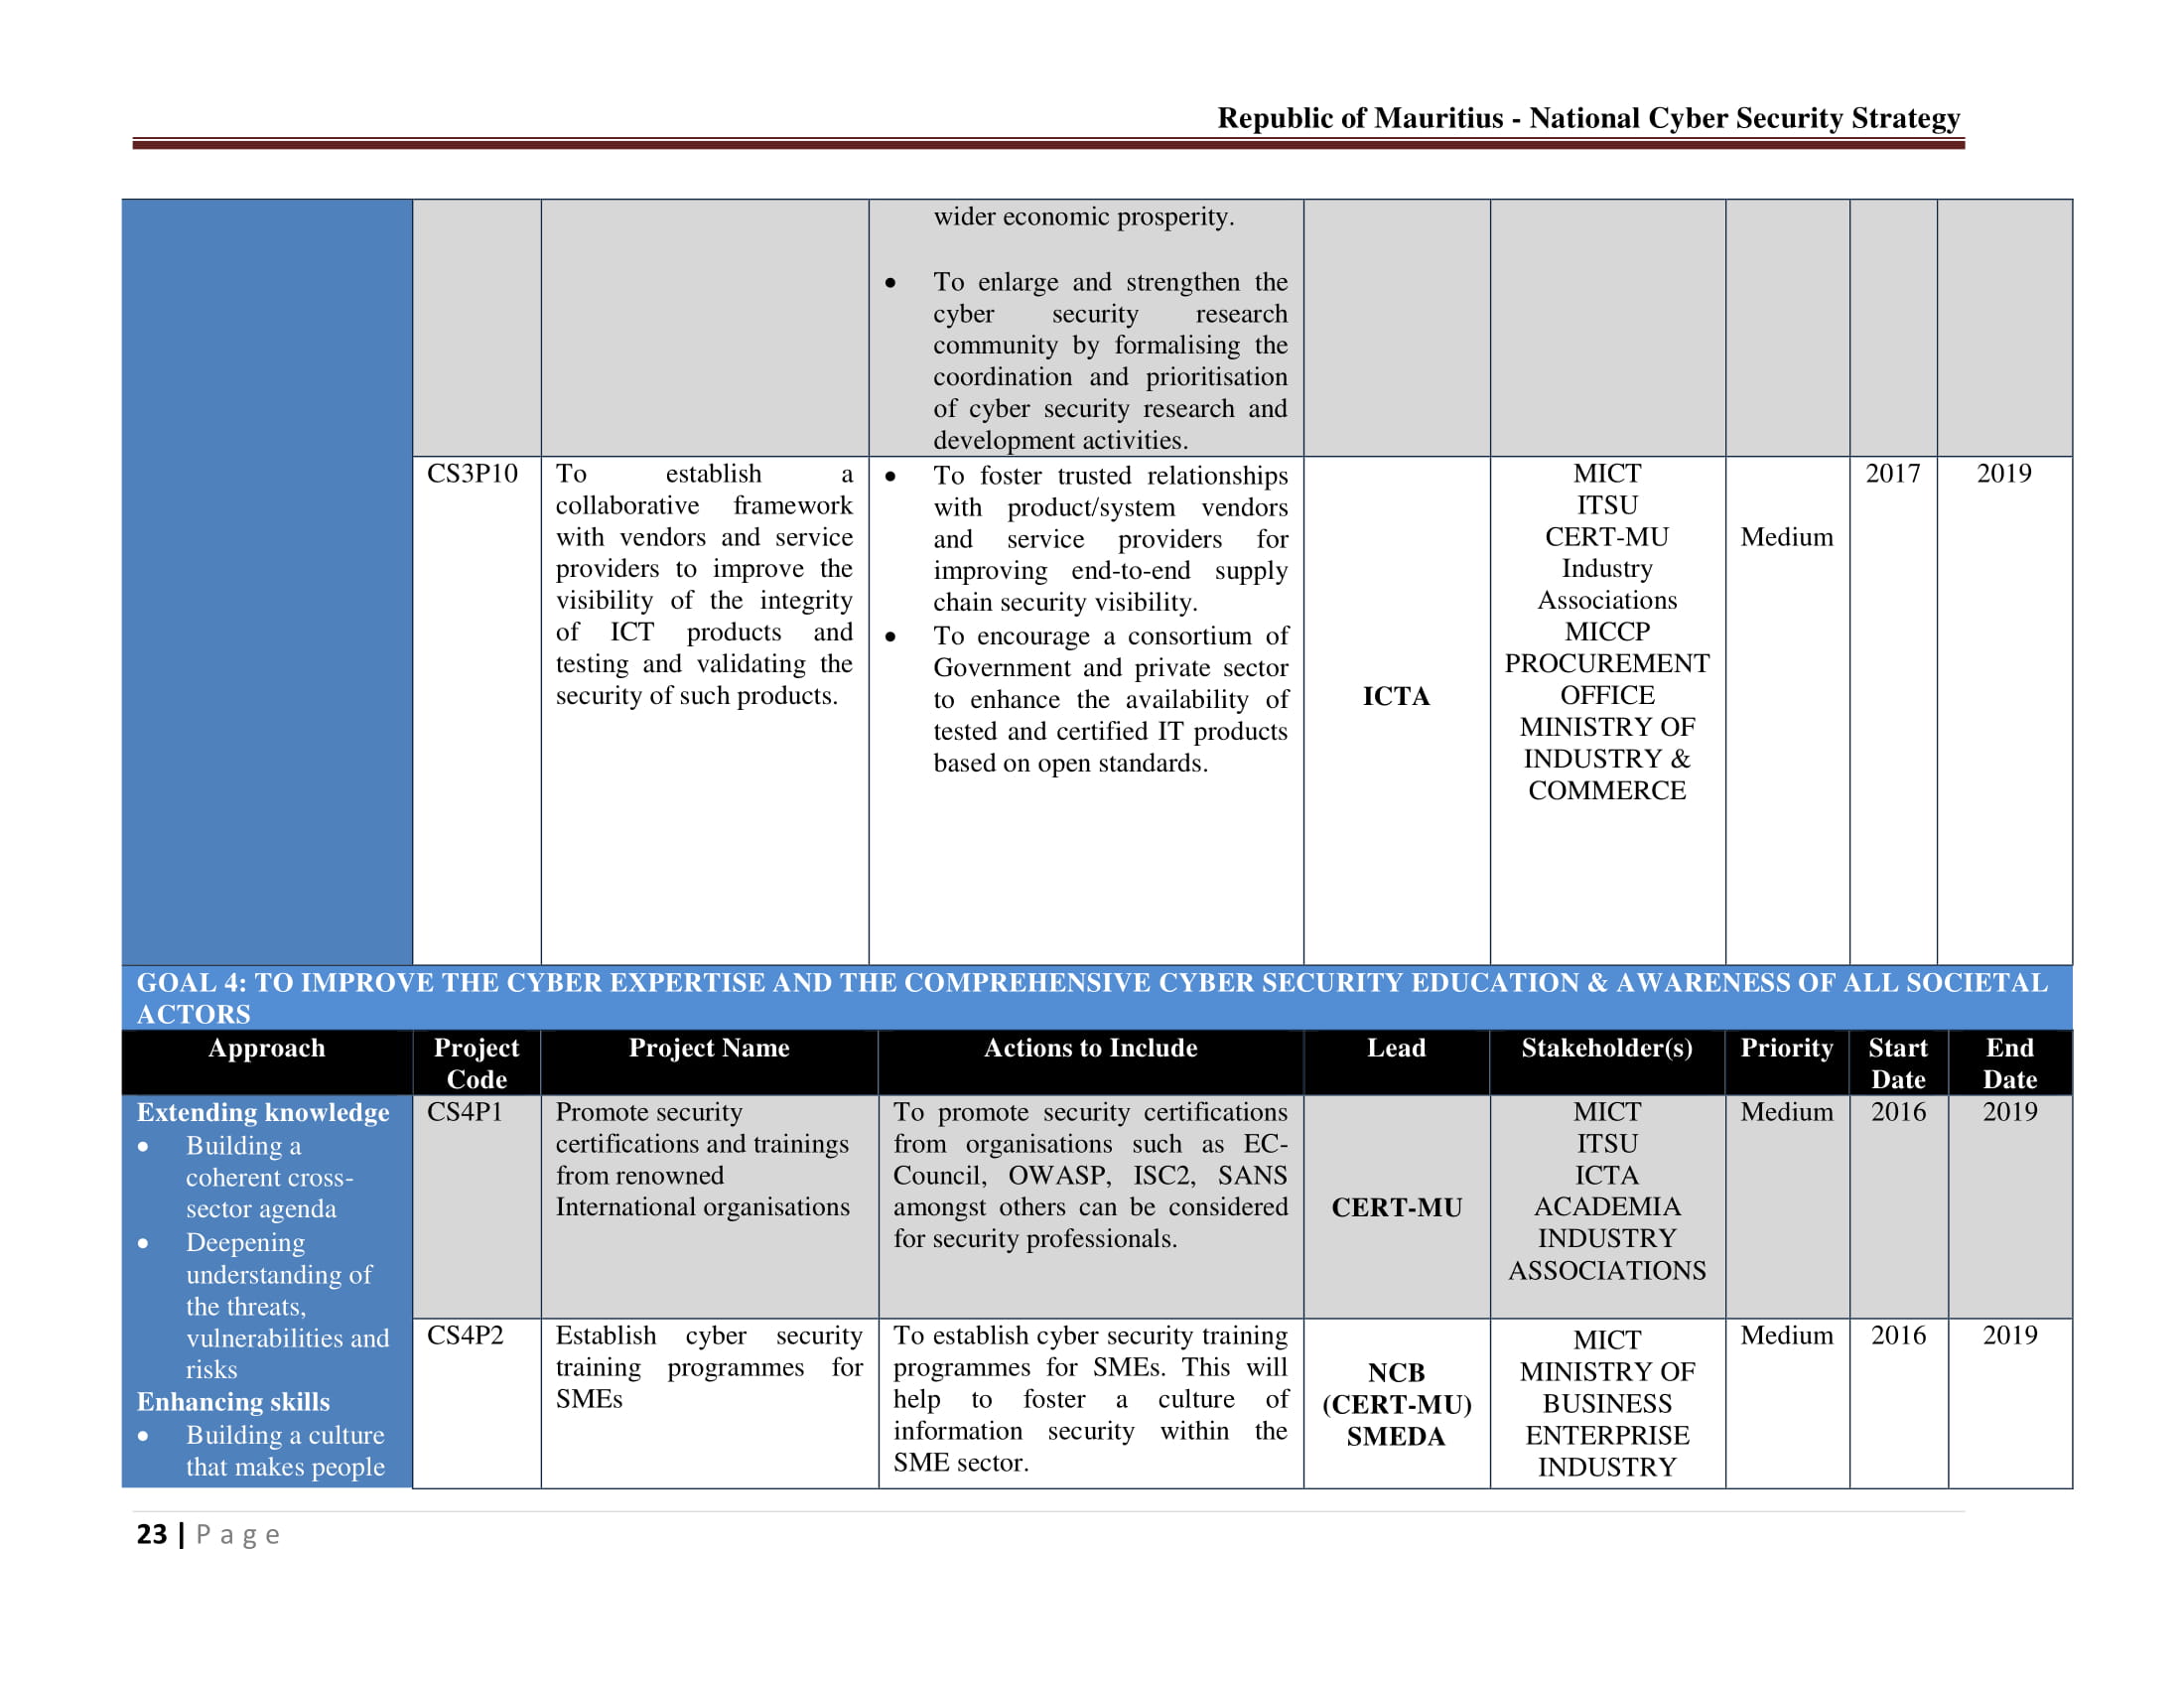 Republic of Mauritius - National Cyber Security Strategy
wider economic prosperity.
• To enlarge and strengthen the
cyber security research
community by formalising the
coordination and prioritisation
of cyber security research and
development activities.
CS3P10
To establish a
collaborative framework
with vendors and service
providers to improve the
visibility of the integrity
of ICT products and
testing and validating the
security of such products.
• To foster trusted relationships
with product/system vendors
and service providers for
improving end-to-end supply
chain security visibility.
• To encourage a consortium of
Government and private sector
to enhance the availability of
tested and certified IT products
based on open standards.
ICTA
MICT
ITSU
CERT-MU
Industry
Associations
MICCP
PROCUREMENT
OFFICE
MINISTRY OF
INDUSTRY &
COMMERCE
Medium
2017
2019
GOAL 4: TO IMPROVE THE CYBER EXPERTISE AND THE COMPREHENSIVE CYBER SECURITY EDUCATION & AWARENESS OF ALL SOCIETAL
ACTORS
Approach
Project
Code
Project Name
Actions to Include
Lead
Stakeholder(s)
Priority
Start
Date
End
Date
Extending knowledge
• Building a
coherent cross-
sector agenda
• Deepening
understanding of
the threats,
vulnerabilities and
risks
Enhancing skills
• Building a culture
that makes people
CS4P1
Promote security
certifications and trainings
from renowned
International organisations
To promote security certifications
from organisations such as EC-
Council, OWASP, ISC2, SANS
amongst others can be considered
for security professionals.
CERT-MU
MICT
ITSU
ICTA
ACADEMIA
INDUSTRY
ASSOCIATIONS
Medium
2016
2019
CS4P2
Establish cyber security
training programmes for
SMEs
To establish cyber security training
programmes for SMEs. This will
help to foster a culture of
information security within the
SME sector.
NCB
(CERT-MU)
SMEDA
MICT
MINISTRY OF
BUSINESS
ENTERPRISE
INDUSTRY
Medium
2016
2019
23 | Page